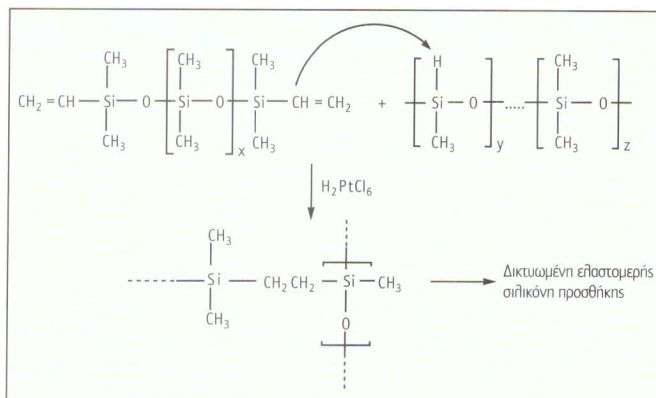 CH₃ CH₃ CH₃ H CH₃
CH₂ = CH — Si — O — [ Si — O ]x — Si — CH = CH₂ + [ Si — O ]y ..... [ Si — O ]z
CH₃ CH₃ CH₃ CH₃ CH₃
H₂PtCl₆
CH₃
Si — CH₂CH₂ — Si — CH₃
CH₃ O
Δικτυωμένη ελαστομερής
σιλικόνη προσθήκης